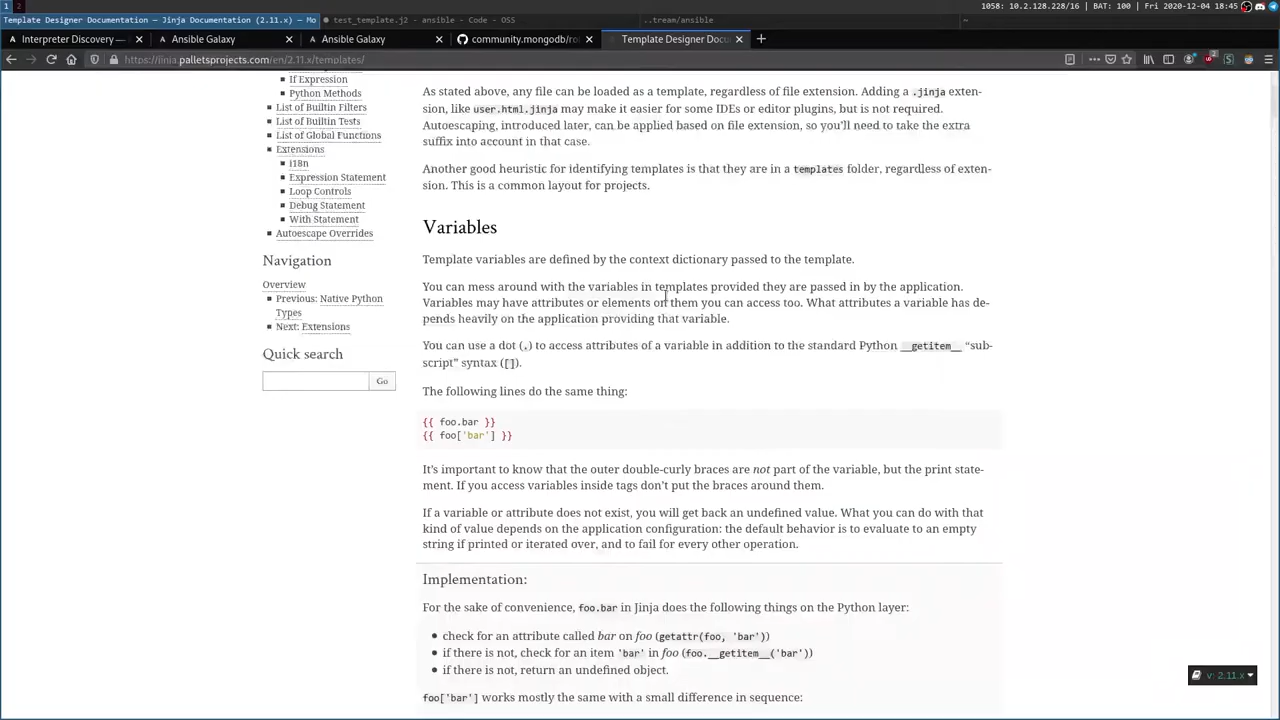 1 2
1058: 10.2.128.228/16 | BAT: 100 | Fri 2020-12-04 18:45
Template Designer Documentation — Jinja Documentation (2.11.x) — Mo
test_template.j2 - ansible - Code - OSS
..tream/ansible
Interpreter Discovery —
Ansible Galaxy
Ansible Galaxy
community.mongodb/ro
Template Designer Docu
https://jinja.palletsprojects.com/en/2.11.x/templates/
If Expression
Python Methods
List of Builtin Filters
List of Builtin Tests
List of Global Functions
Extensions
i18n
Expression Statement
Loop Controls
Debug Statement
With Statement
Autoescape Overrides
Navigation
Overview
Previous: Native Python
Types
Next: Extensions
Quick search
Go
As stated above, any file can be loaded as a template, regardless of file extension. Adding a .jinja exten-
sion, like user.html.jinja may make it easier for some IDEs or editor plugins, but is not required.
Autoescaping, introduced later, can be applied based on file extension, so you'll need to take the extra
suffix into account in that case.
Another good heuristic for identifying templates is that they are in a templates folder, regardless of exten-
sion. This is a common layout for projects.
Variables
Template variables are defined by the context dictionary passed to the template.
You can mess around with the variables in templates provided they are passed in by the application.
Variables may have attributes or elements on them you can access too. What attributes a variable has de-
pends heavily on the application providing that variable.
You can use a dot (.) to access attributes of a variable in addition to the standard Python __getitem__ “sub-
script” syntax ([]).
The following lines do the same thing:
{{ foo.bar }}
{{ foo['bar'] }}
It's important to know that the outer double-curly braces are not part of the variable, but the print state-
ment. If you access variables inside tags don't put the braces around them.
If a variable or attribute does not exist, you will get back an undefined value. What you can do with that
kind of value depends on the application configuration: the default behavior is to evaluate to an empty
string if printed or iterated over, and to fail for every other operation.
Implementation:
For the sake of convenience, foo.bar in Jinja does the following things on the Python layer:
check for an attribute called bar on foo (getattr(foo, 'bar'))
if there is not, check for an item 'bar' in foo (foo.__getitem__('bar'))
if there is not, return an undefined object.
foo['bar'] works mostly the same with a small difference in sequence:
v: 2.11.x